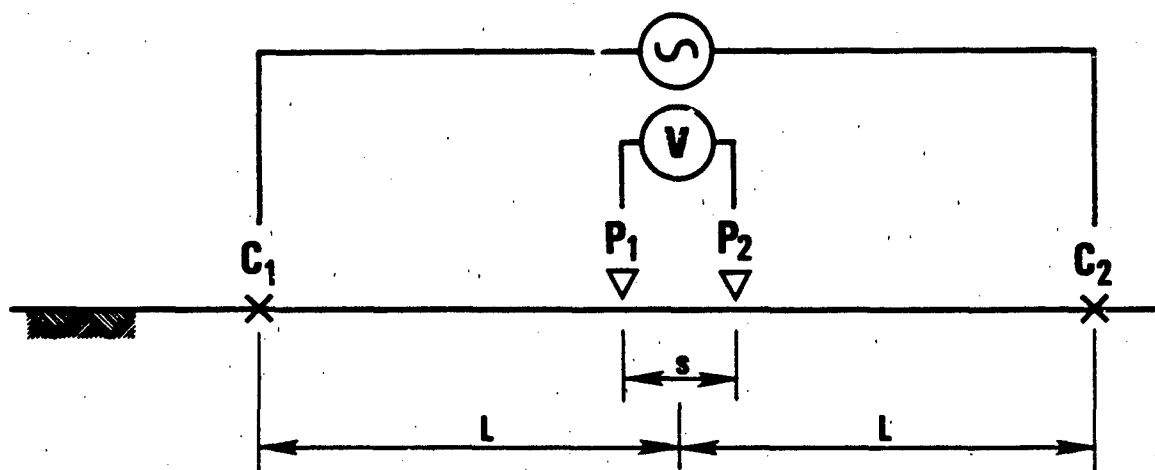 V
P₁ P₂
C₁ C₂
s
L L